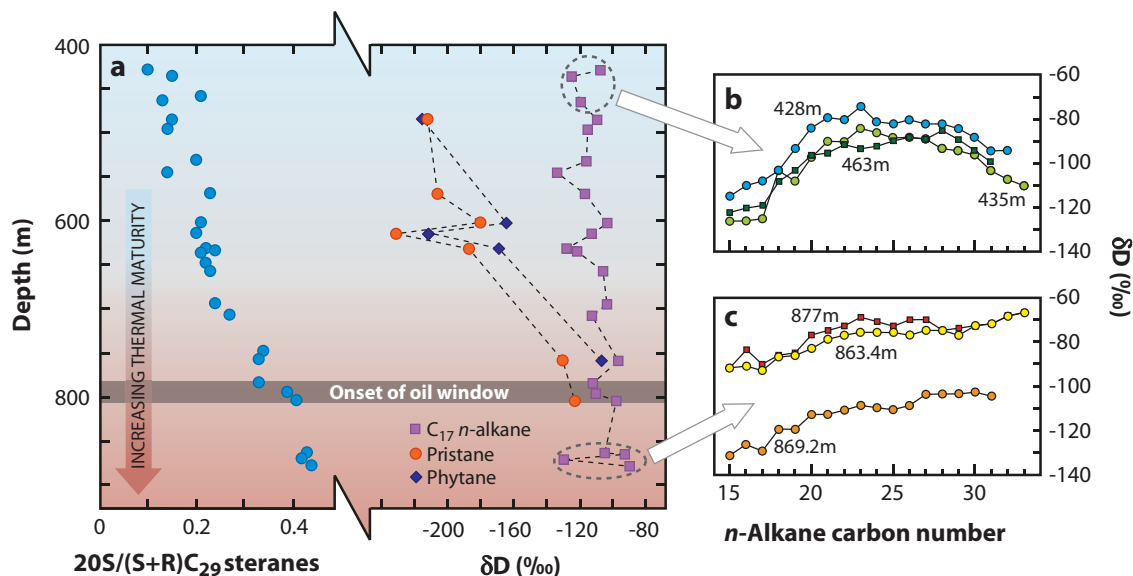 a
400
600
800
Depth (m)
INCREASING THERMAL MATURITY
Onset of oil window
C17 n-alkane
Pristane
Phytane
0 0.2 0.4
-200 -160 -120 -80
20S/(S+R)C29 steranes
δD (‰)
b
428m
463m
435m
-60
-80
-100
-120
-140
δD (‰)
c
877m
863.4m
869.2m
-60
-80
-100
-120
-140
15 20 25 30
n-Alkane carbon number